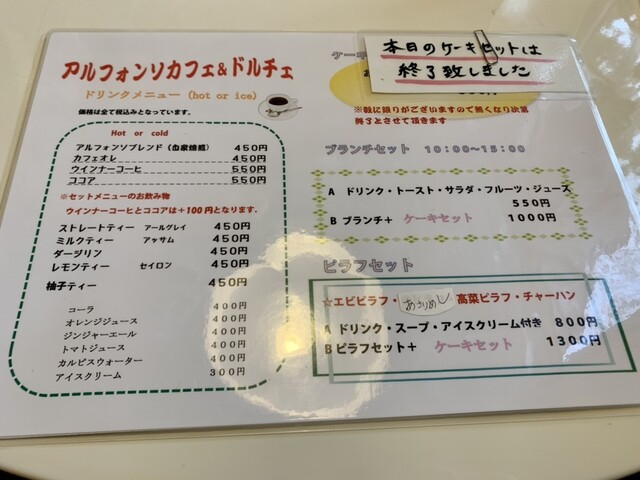 アルフォンソカフェ&ドルチェ
ドリンクメニュー (hot or ice)
価格は全て税込みとなっています。
Hot or cold
アルフォンソブレンド（自家焙煎 450円
カフェオレ 450円
ウインナーコーヒ 550円
ココア 550円
※セットメニューのお飲み物
ウインナーコーヒとココアは＋100円となります。
ストレートティー アールグレイ 450円
ミルクティー アッサム 450円
ダージリン 450円
レモンティー セイロン 450円
柚子ティー 450円
コーラ 400円
オレンジジュース 400円
ジンジャーエール 400円
トマトジュース 400円
カルピスウォーター 400円
アイスクリーム 300円
ケーキ
本日のケーキセットは
終了致しました
※数に限りがございますので無くなり次第
終了とさせて頂きます
ブランチセット 10:00～15:00
A ドリンク・トースト・サラダ・フルーツ・ジュース
550円
B ブランチ＋ ケーキセット 1000円
ピラフセット
☆エビピラフ・あさりめし 高菜ピラフ・チャーハン
A ドリンク・スープ・アイスクリーム付き 800円
B ピラフセット＋ ケーキセット 1300円